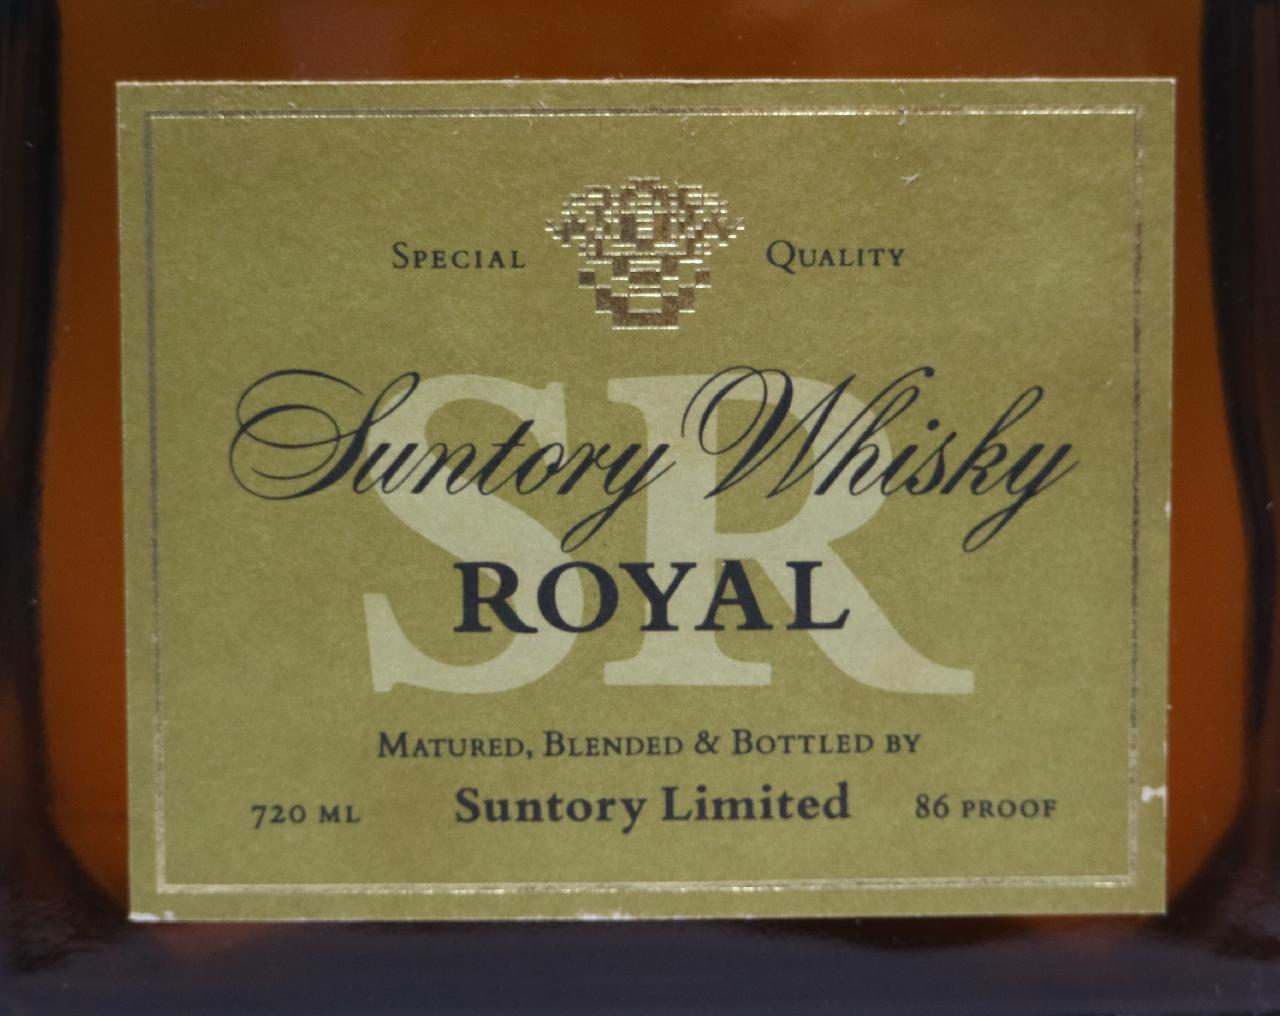 SPECIAL QUALITY
SR
Suntory Whisky
ROYAL
MATURED, BLENDED & BOTTLED BY
720 ML Suntory Limited 86 PROOF